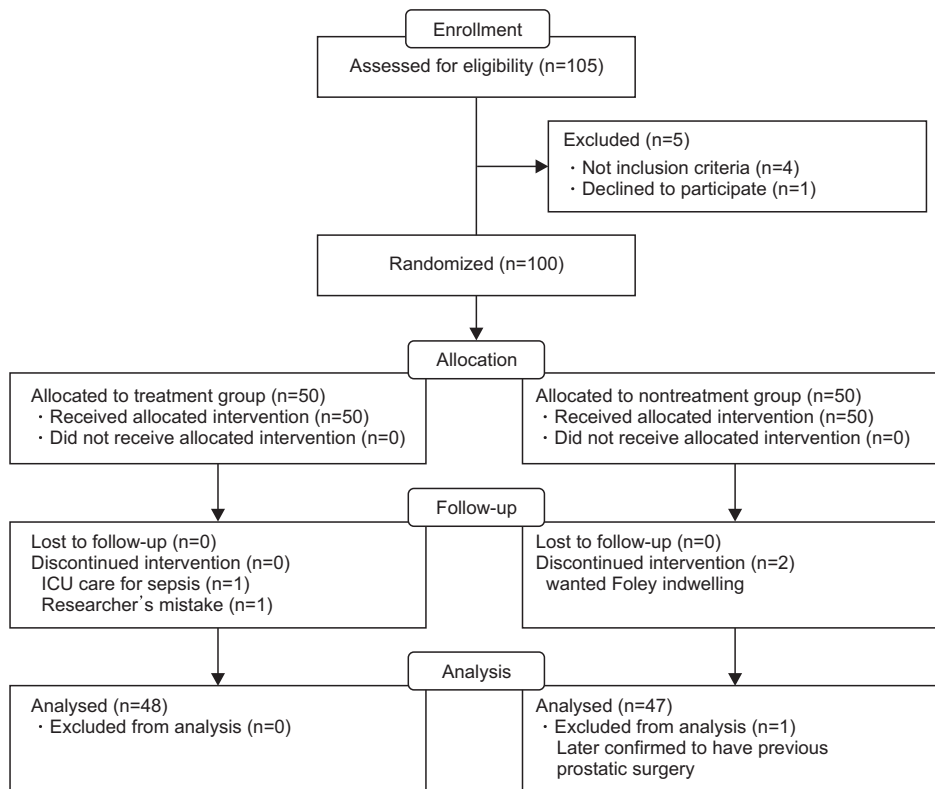 Enrollment
Assessed for eligibility (n=105)
Excluded (n=5)
· Not inclusion criteria (n=4)
· Declined to participate (n=1)
Randomized (n=100)
Allocation
Allocated to treatment group (n=50)
· Received allocated intervention (n=50)
· Did not receive allocated intervention (n=0)
Allocated to nontreatment group (n=50)
· Received allocated intervention (n=50)
· Did not receive allocated intervention (n=0)
Follow-up
Lost to follow-up (n=0)
Discontinued intervention (n=0)
ICU care for sepsis (n=1)
Researcher's mistake (n=1)
Lost to follow-up (n=0)
Discontinued intervention (n=2)
wanted Foley indwelling
Analysis
Analysed (n=48)
· Excluded from analysis (n=0)
Analysed (n=47)
· Excluded from analysis (n=1)
Later confirmed to have previous
prostatic surgery